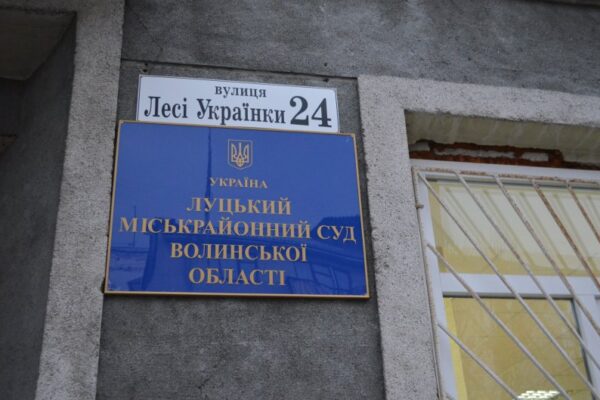 вулиця
Лесі Українки 24
УКРАЇНА
ЛУЦЬКИЙ
МІСЬКРАЙОННИЙ СУД
ВОЛИНСЬКОЇ
ОБЛАСТІ